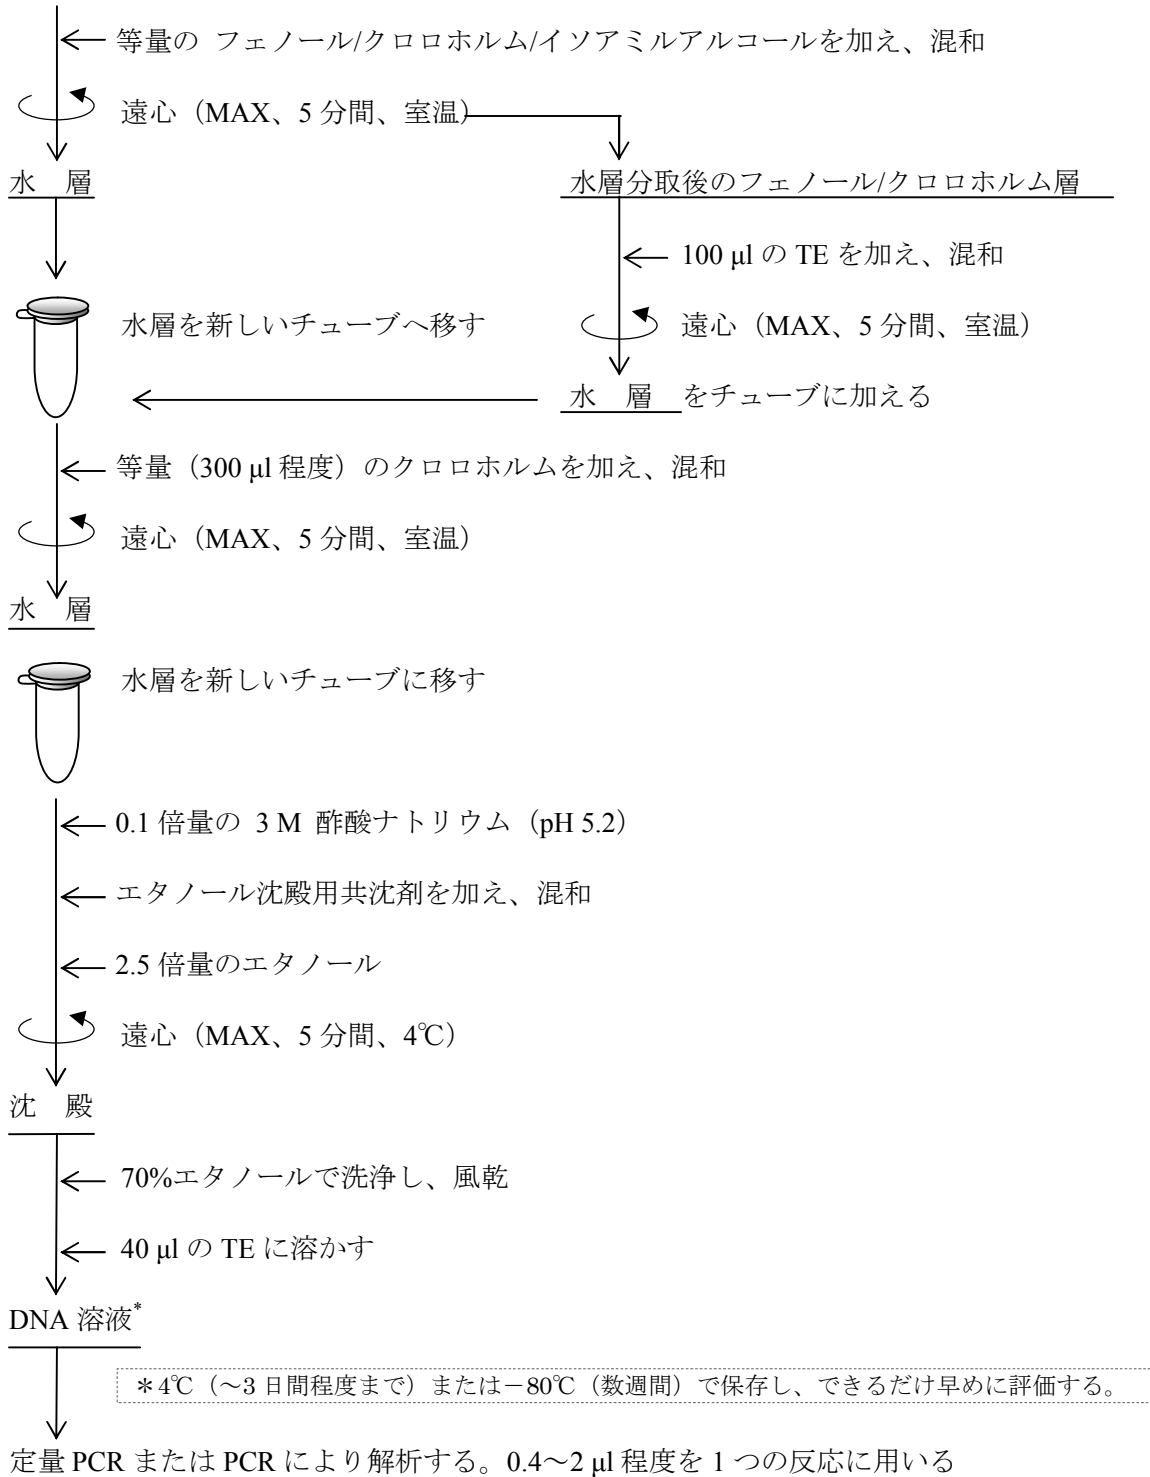 等量の フェノール/クロロホルム/イソアミルアルコールを加え、混和
遠心（MAX、5 分間、室温）
水　層
水層分取後のフェノール/クロロホルム層
100 μl の TE を加え、混和
遠心（MAX、5 分間、室温）
水層を新しいチューブへ移す
水　層　をチューブに加える
等量（300 μl 程度）のクロロホルムを加え、混和
遠心（MAX、5 分間、室温）
水　層
水層を新しいチューブに移す
0.1 倍量の 3 M 酢酸ナトリウム（pH 5.2）
エタノール沈殿用共沈剤を加え、混和
2.5 倍量のエタノール
遠心（MAX、5 分間、4℃）
沈　殿
70%エタノールで洗浄し、風乾
40 μl の TE に溶かす
DNA 溶液*
＊4℃（～3 日間程度まで）または－80℃（数週間）で保存し、できるだけ早めに評価する。
定量 PCR または PCR により解析する。0.4～2 μl 程度を 1 つの反応に用いる